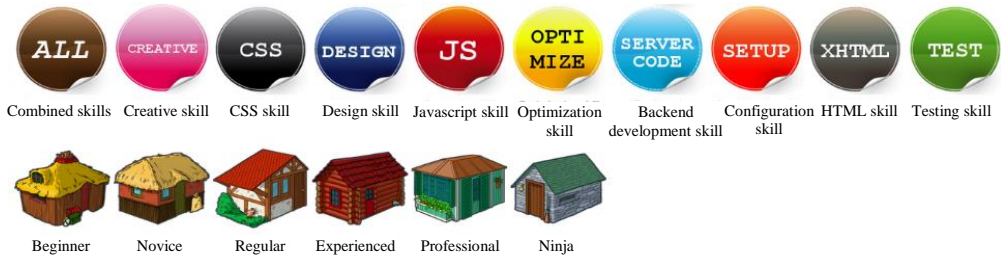 ALL CREATIVE CSS DESIGN JS OPTI MIZE SERVER CODE SETUP XHTML TEST
Combined skills Creative skill CSS skill Design skill Javascript skill Optimization skill Backend development skill Configuration skill HTML skill Testing skill
Beginner Novice Regular Experienced Professional Ninja